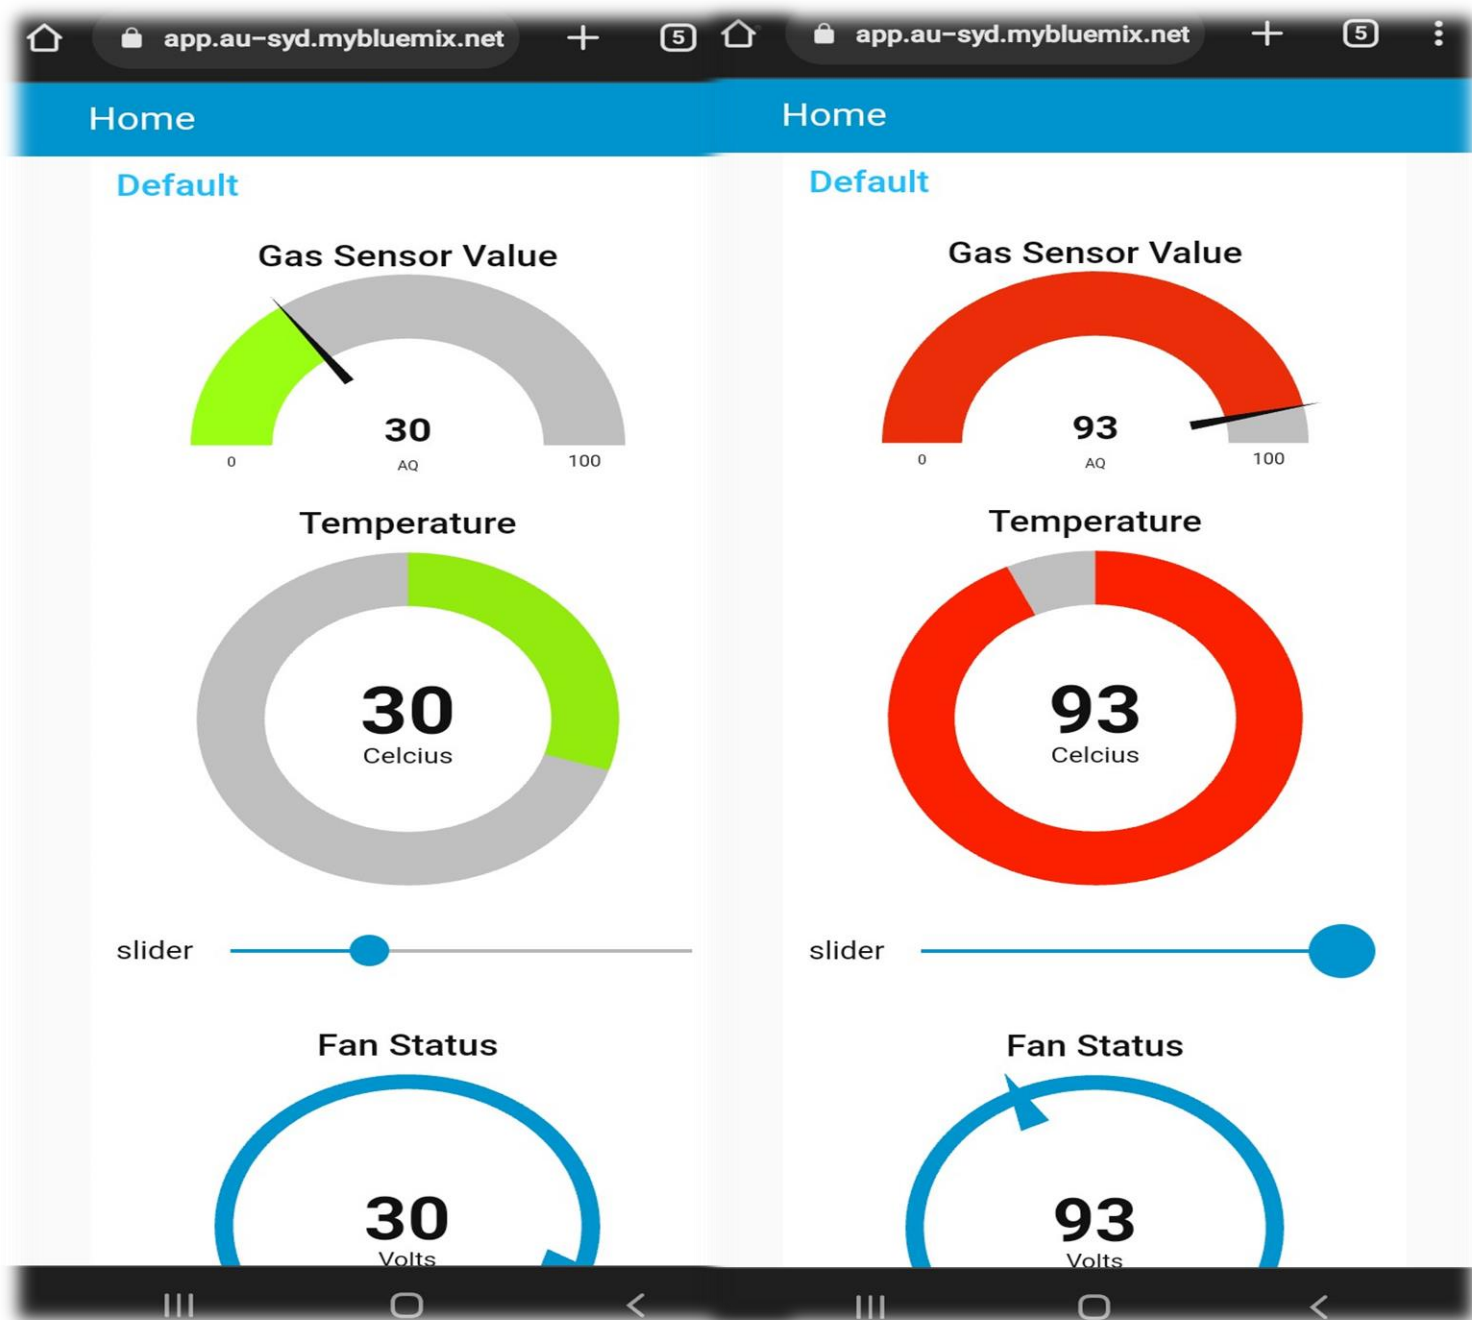 app.au-syd.mybluemix.net
5
Home
Default
Gas Sensor Value
30
0
AQ
100
Temperature
30
Celcius
slider
Fan Status
30
Volts
app.au-syd.mybluemix.net
5
Home
Default
Gas Sensor Value
93
0
AQ
100
Temperature
93
Celcius
slider
Fan Status
93
Volts